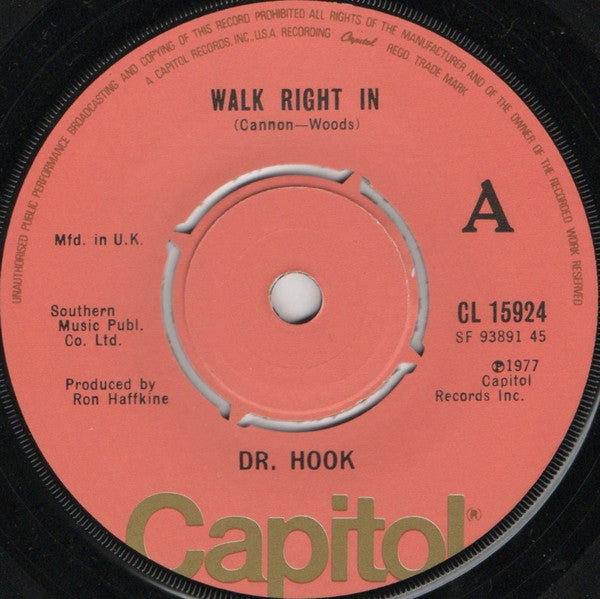 UNAUTHORISED PUBLIC PERFORMANCE BROADCASTING AND COPYING OF THIS RECORD PROHIBITED ALL RIGHTS OF THE MANUFACTURER AND OF THE OWNER OF THE RECORDED WORK RESERVED
A CAPITOL RECORDS, INC., U.S.A. RECORDING Capitol REGD. TRADE MARK
WALK RIGHT IN
(Cannon—Woods)
A
Mfd. in U.K.
Southern
Music Publ.
Co. Ltd.
Produced by
Ron Haffkine
CL 15924
SF 93891 45
℗1977
Capitol
Records Inc.
DR. HOOK
Capitol®